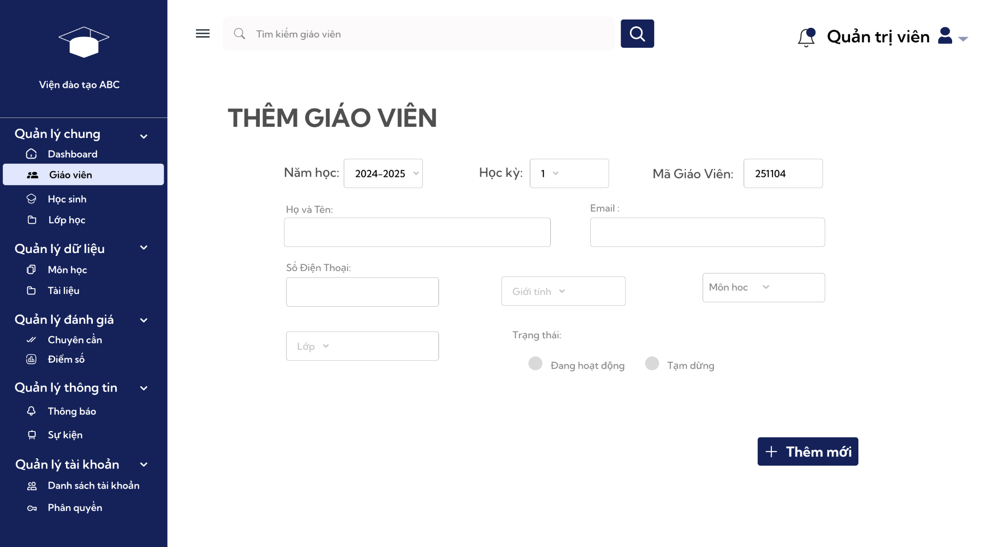 Viện đào tạo ABC
Quản lý chung
Dashboard
Giáo viên
Học sinh
Lớp học
Quản lý dữ liệu
Môn học
Tài liệu
Quản lý đánh giá
Chuyên cần
Điểm số
Quản lý thông tin
Thông báo
Sự kiện
Quản lý tài khoản
Danh sách tài khoản
Phân quyền
Tìm kiếm giáo viên
Quản trị viên
THÊM GIÁO VIÊN
Năm học: 2024-2025 Học kỳ: 1 Mã Giáo Viên: 251104
Họ và Tên: Email :
Số Điện Thoại:
Giới tính Môn hoc
Lớp
Trạng thái:
Đang hoạt động Tạm dừng
Thêm mới